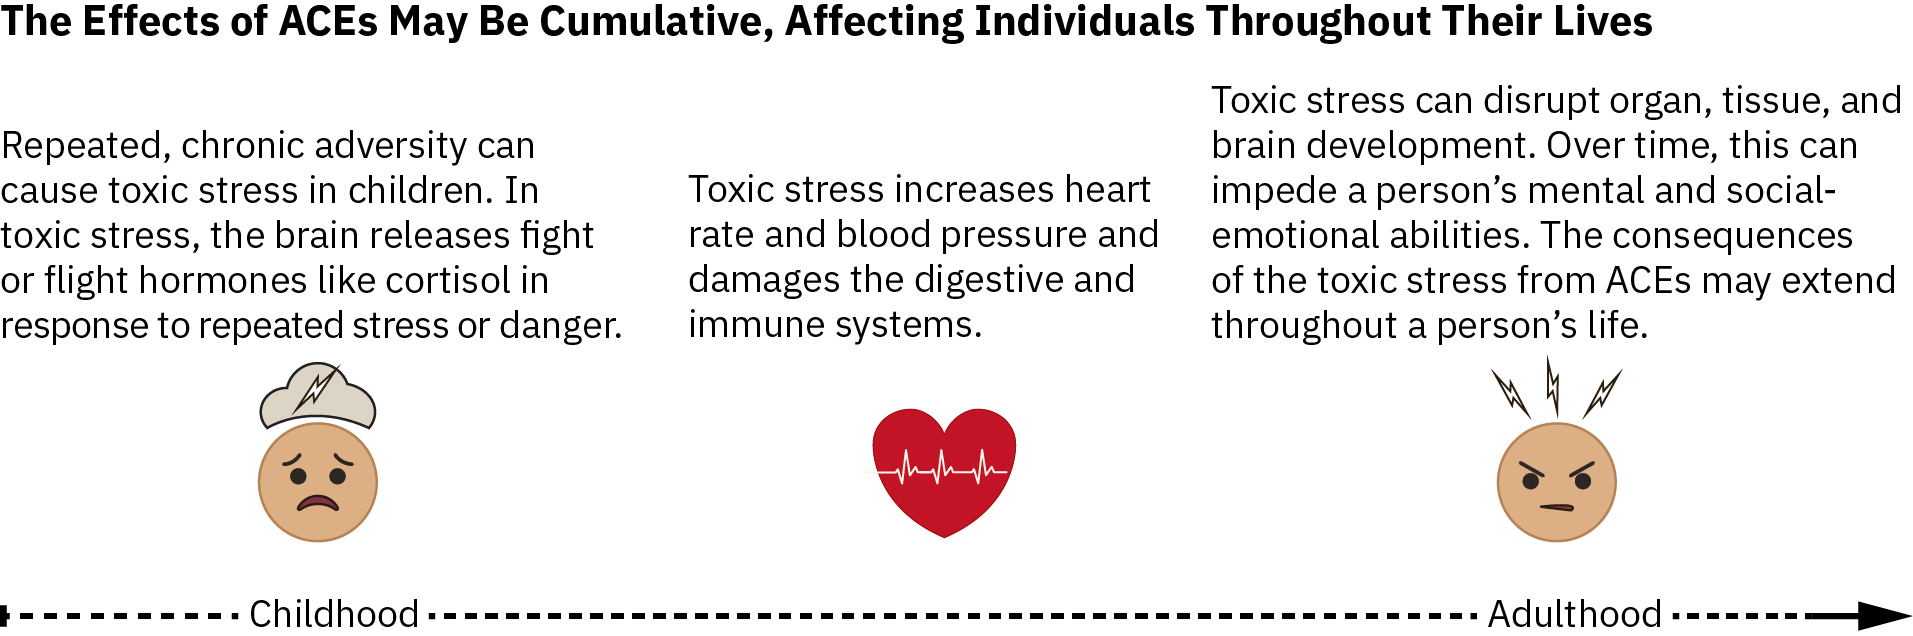 The Effects of ACEs May Be Cumulative, Affecting Individuals Throughout Their Lives
Repeated, chronic adversity can
cause toxic stress in children. In
toxic stress, the brain releases fight
or flight hormones like cortisol in
response to repeated stress or danger.
Toxic stress increases heart
rate and blood pressure and
damages the digestive and
immune systems.
Toxic stress can disrupt organ, tissue, and
brain development. Over time, this can
impede a person’s mental and social-
emotional abilities. The consequences
of the toxic stress from ACEs may extend
throughout a person’s life.
Childhood
Adulthood